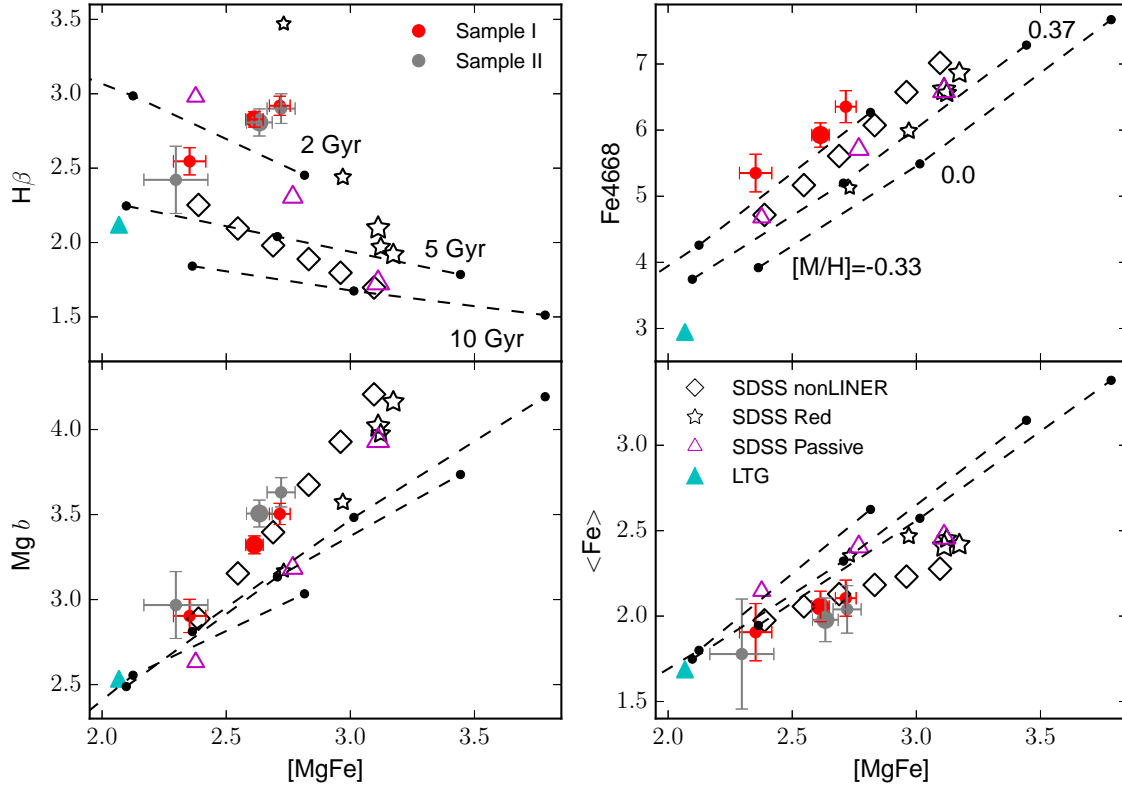 3.5
3.0
2.5
2.0
1.5
Hβ
Sample I
Sample II
2 Gyr
5 Gyr
10 Gyr
7
6
5
4
3
Fe4668
0.37
0.0
[M/H]=-0.33
4.0
3.5
3.0
2.5
Mg b
2.0
2.5
3.0
3.5
[MgFe]
3.0
2.5
2.0
1.5
<Fe>
SDSS nonLINER
SDSS Red
SDSS Passive
LTG
2.0
2.5
3.0
3.5
[MgFe]